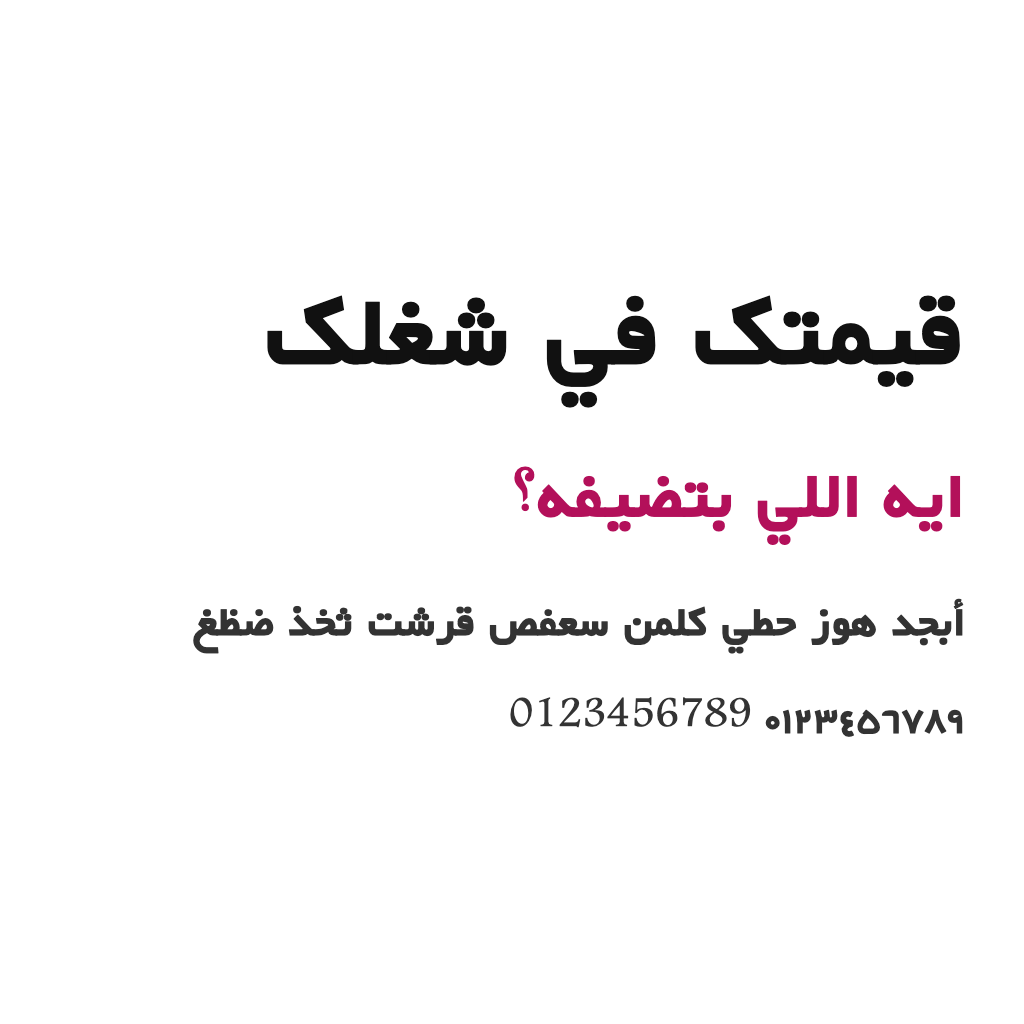 قيمتک في شغلک
ايه اللي بتضيفه؟
أبجد هوز حطي كلمن سعفص قرشت ثخذ ضظغ
٠١٢٣٤٥٦٧٨٩ 0123456789